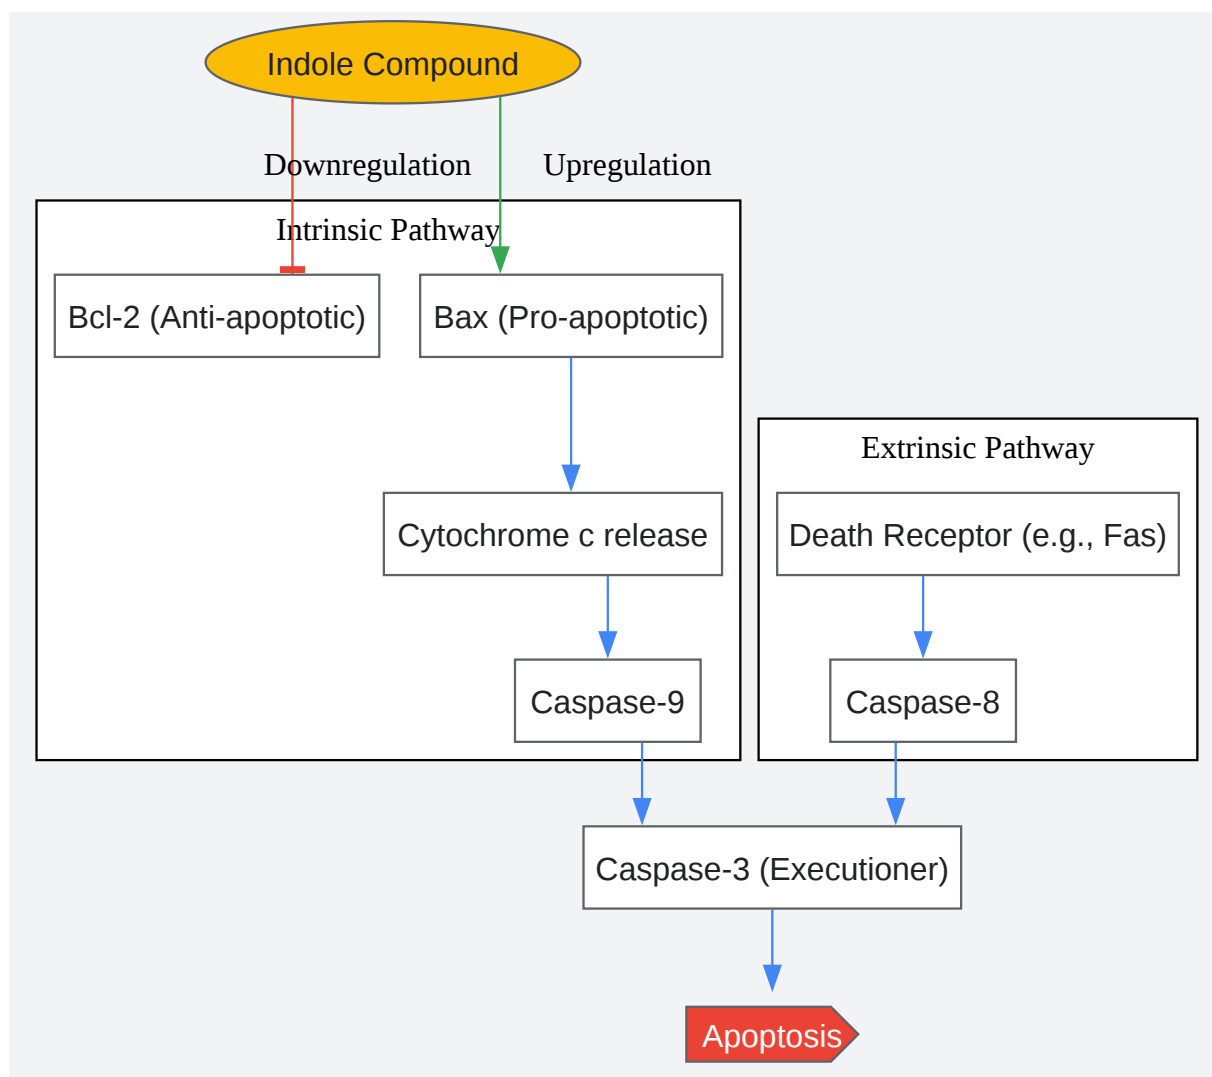 Indole Compound
Downregulation
Upregulation
Intrinsic Pathway
Bcl-2 (Anti-apoptotic)
Bax (Pro-apoptotic)
Extrinsic Pathway
Cytochrome c release
Death Receptor (e.g., Fas)
Caspase-9
Caspase-8
Caspase-3 (Executioner)
Apoptosis